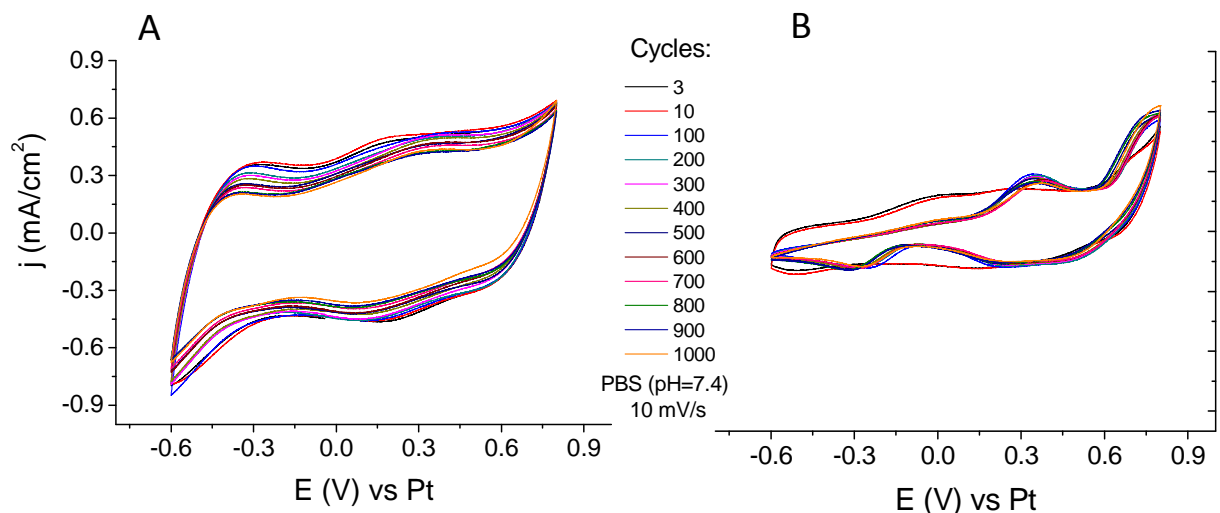 A
B
j (mA/cm²)
0.9
0.6
0.3
0.0
-0.3
-0.6
-0.9
-0.6 -0.3 0.0 0.3 0.6 0.9
E (V) vs Pt
Cycles:
3
10
100
200
300
400
500
600
700
800
900
1000
PBS (pH=7.4)
10 mV/s
-0.6 -0.3 0.0 0.3 0.6 0.9
E (V) vs Pt